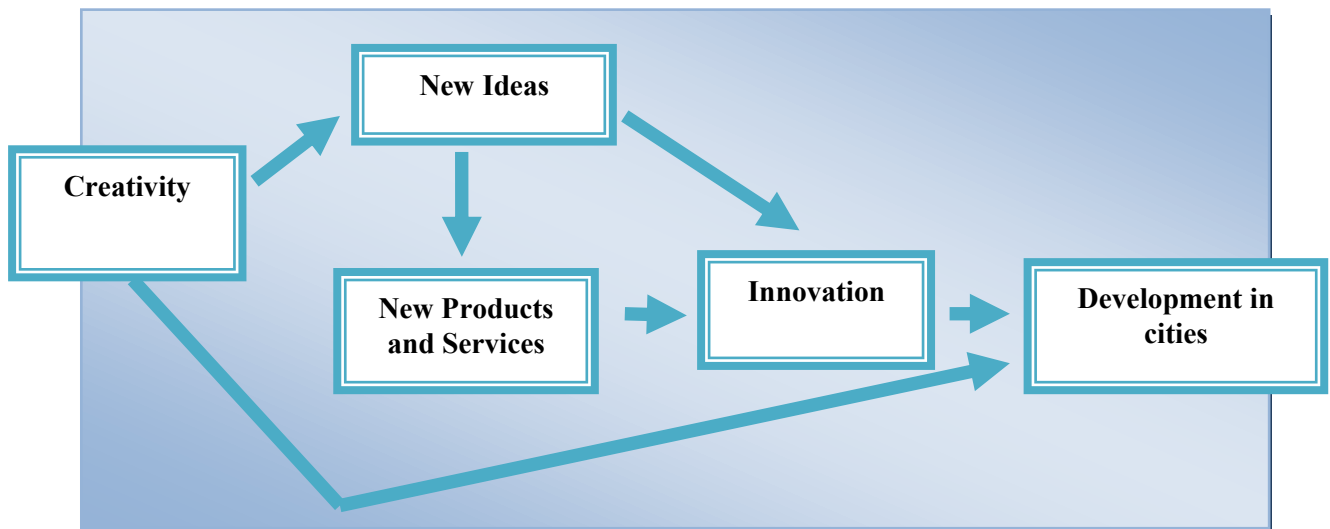 New Ideas
Creativity
New Products
and Services
Innovation
Development in
cities